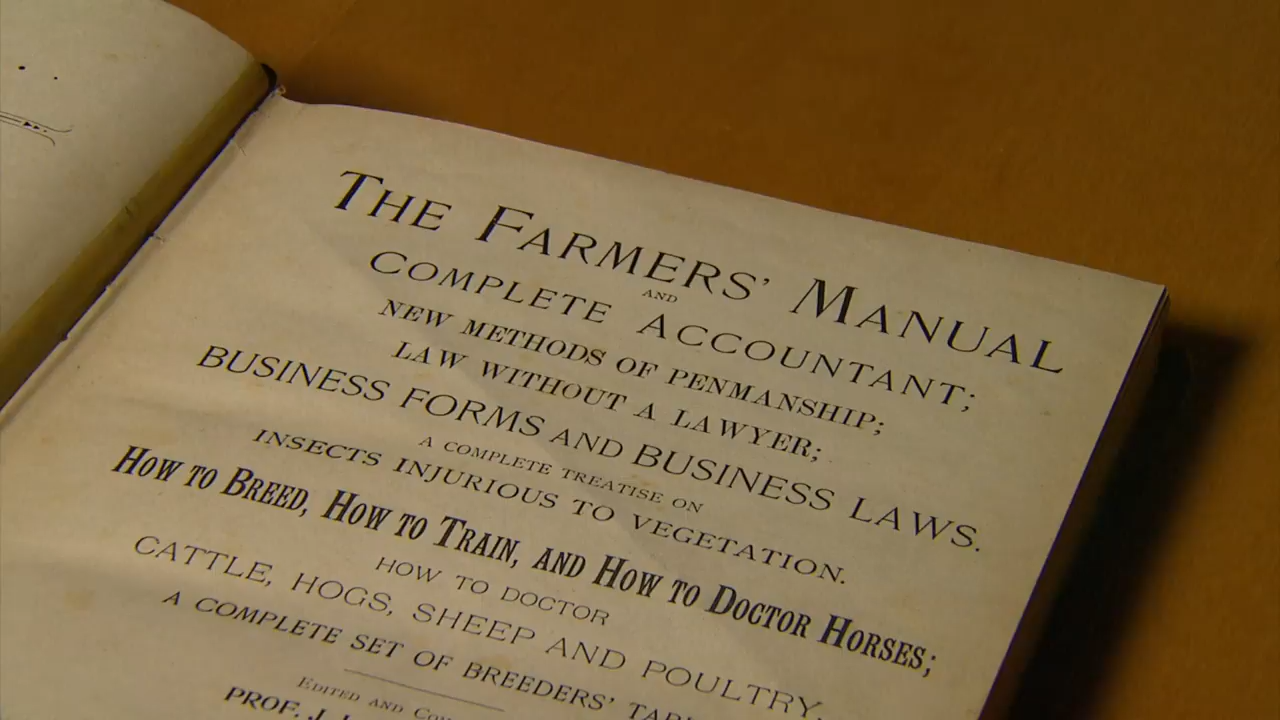 THE FARMERS' MANUAL
AND
COMPLETE ACCOUNTANT;
NEW METHODS OF PENMANSHIP;
LAW WITHOUT A LAWYER;
BUSINESS FORMS AND BUSINESS LAWS.
A COMPLETE TREATISE ON
INSECTS INJURIOUS TO VEGETATION.
HOW TO BREED, HOW TO TRAIN, AND HOW TO DOCTOR HORSES;
HOW TO DOCTOR
CATTLE, HOGS, SHEEP AND POULTRY,
A COMPLETE SET OF BREEDERS'
EDITED AND
PROF. J.